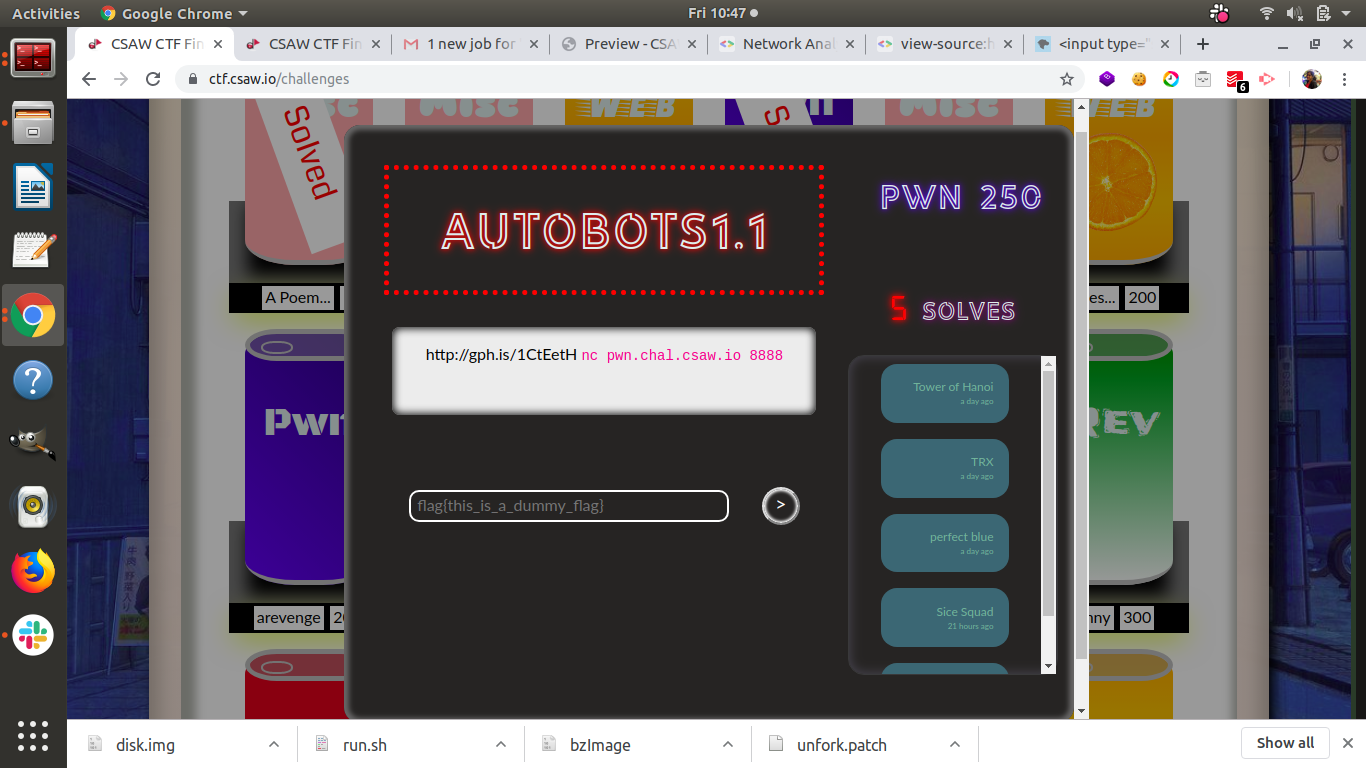 Activities Google Chrome Fri 10:47
CSAW CTF Fin CSAW CTF Fin 1 new job for Preview - CSA Network Anal view-source:h <input type="
ctf.csaw.io/challenges
6
Misc Misc WEB Misc WEB
Solved
AUTOBOTS1.1
PWN 250
A Poem...
es... 200
5 SOLVES
http://gph.is/1CtEetH nc pwn.chal.csaw.io 8888
Tower of Hanoi
a day ago
TRX
a day ago
Pwn
Rev
flag{this_is_a_dummy_flag}
>
perfect blue
a day ago
Sice Squad
21 hours ago
arevenge 20
nny 300
disk.img run.sh bzImage unfork.patch Show all